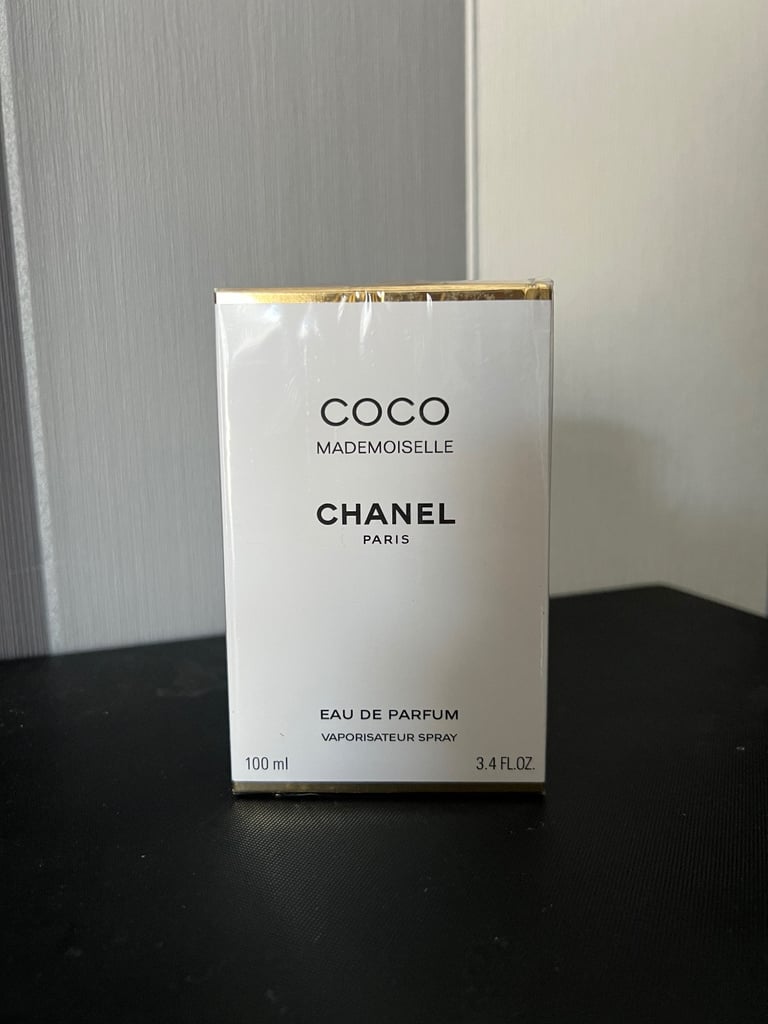 COCO
MADEMOISELLE
CHANEL
PARIS
EAU DE PARFUM
VAPORISATEUR SPRAY
100 ml 3.4 FL.OZ.